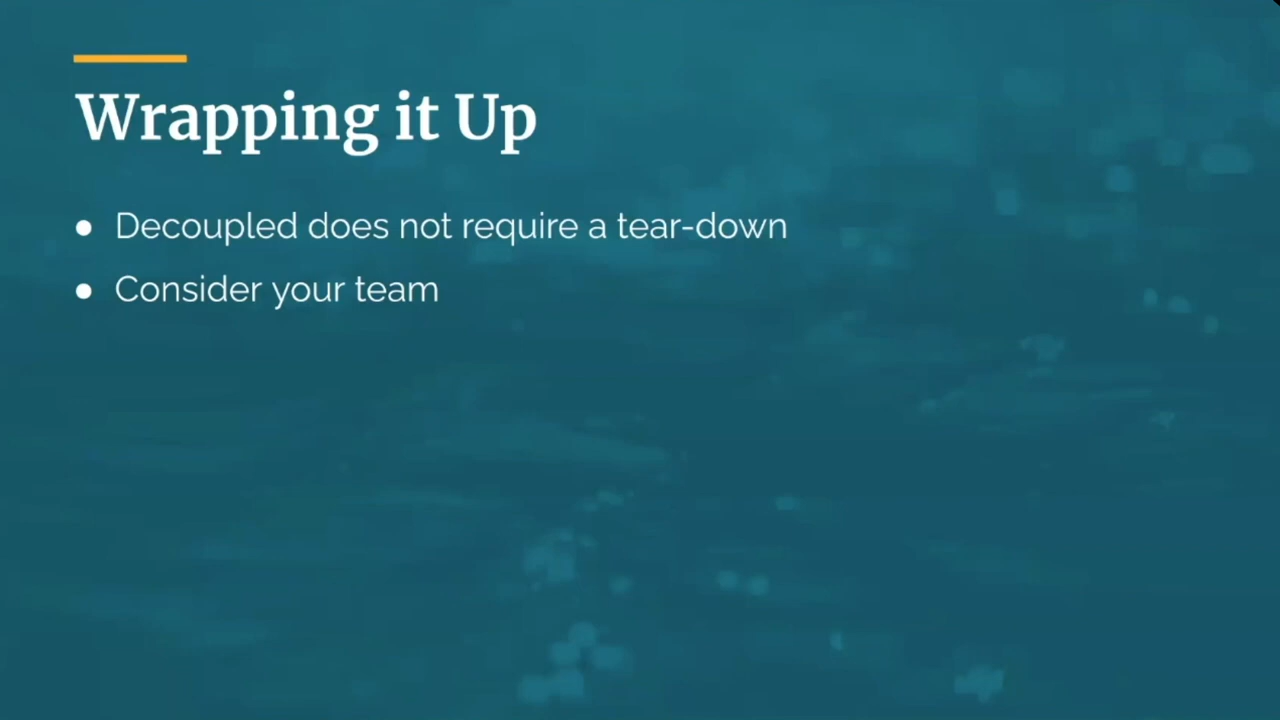 Wrapping it Up
● Decoupled does not require a tear-down
● Consider your team